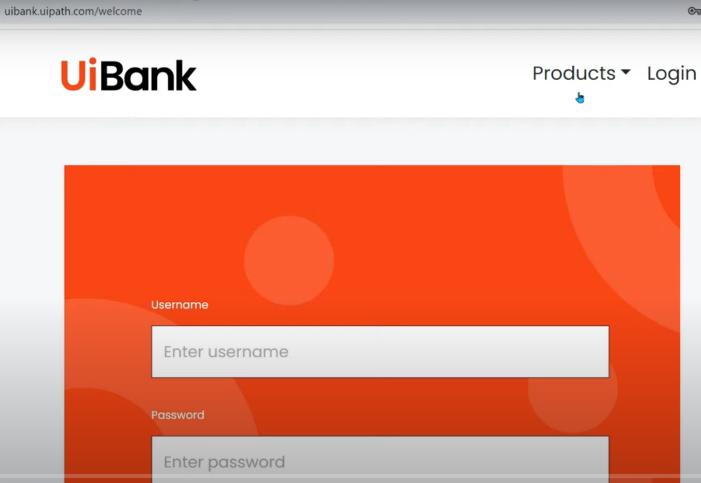 uibank.uipath.com/welcome
UiBank
Products Login
Username
Enter username
Password
Enter password